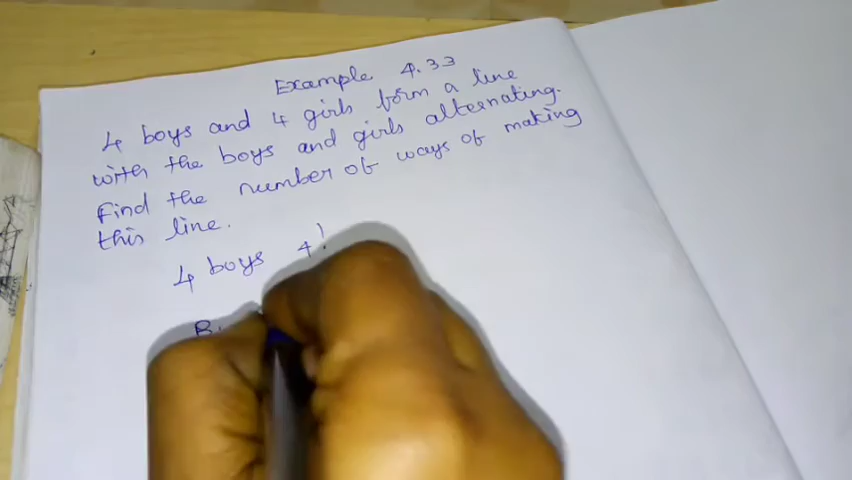 Example 4.33
4 boys and 4 girls form a line
with the boys and girls alternating.
Find the number of ways of making
this line.
4 boys 4!
B